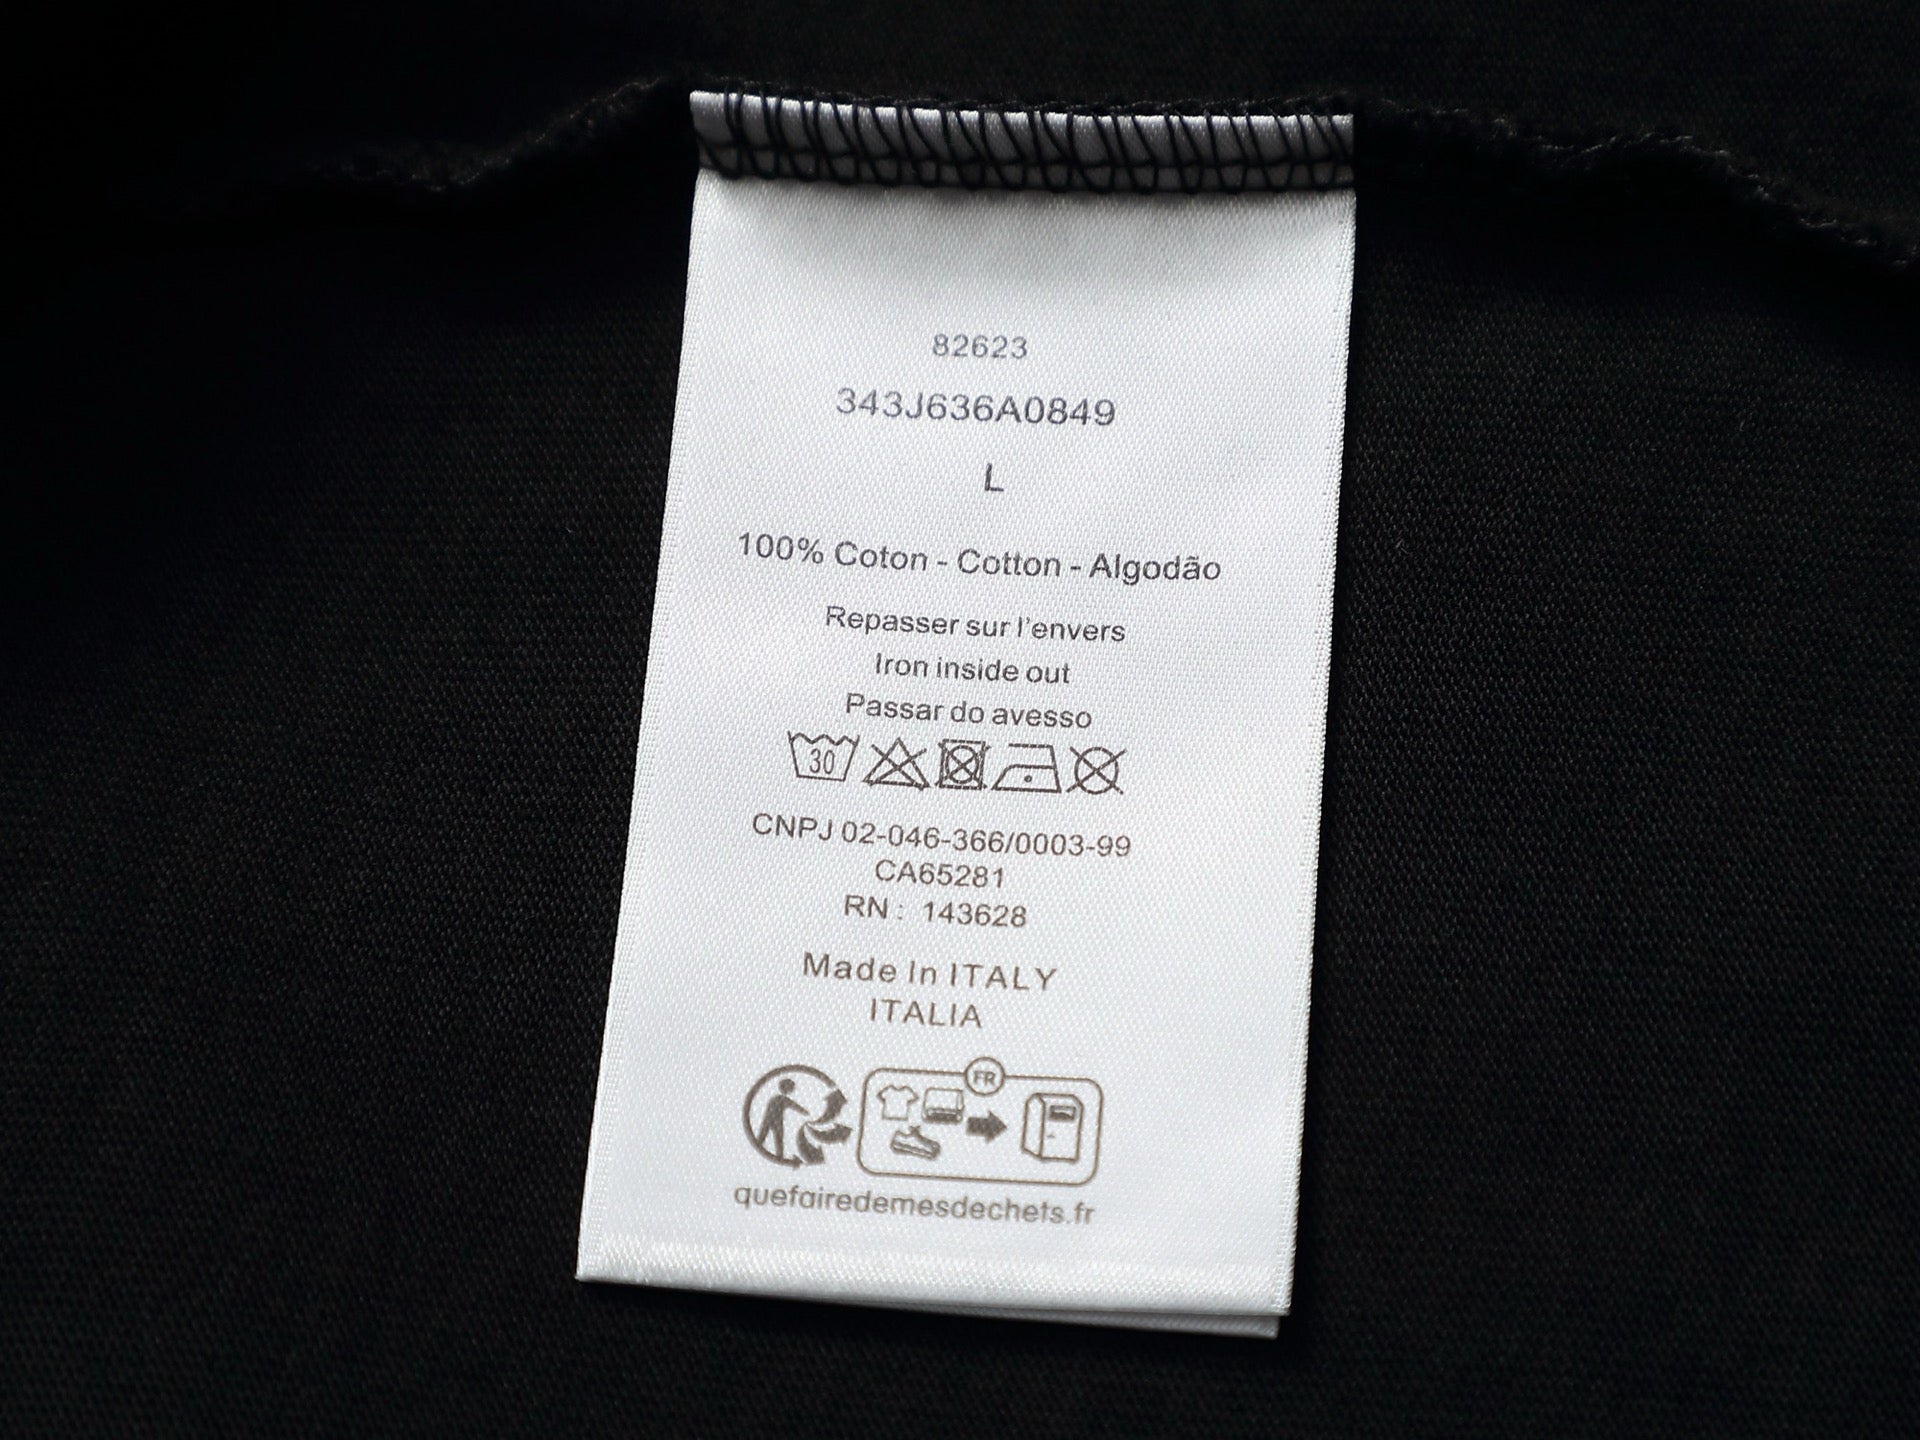 82623
343J636A0849
L
100% Coton - Cotton - Algodão
Repasser sur l'envers
Iron inside out
Passar do avesso
30
CNPJ 02-046-366/0003-99
CA65281
RN : 143628
Made In ITALY
ITALIA
FR
quefairedemesdechets.fr